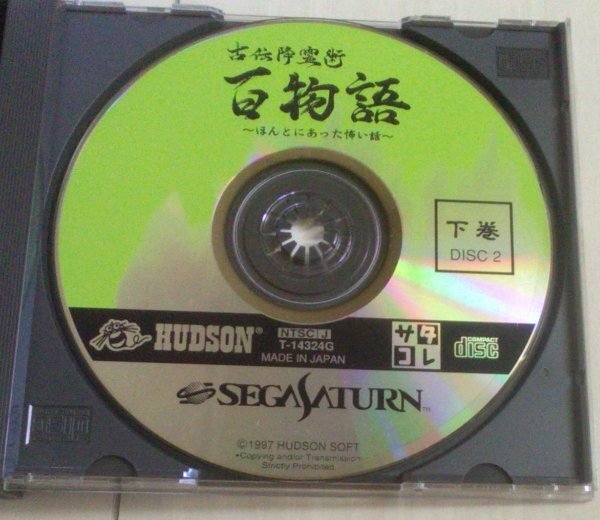 古伝降霊術
百物語
〜ほんとにあった怖い話〜
下巻
DISC 2
HUDSON®
NTSC J
T-14324G
MADE IN JAPAN
サタ
コレ
COMPACT
disc
SEGA SATURN™
©1997 HUDSON SOFT
•Copying and/or Transmission
Strictly Prohibited.